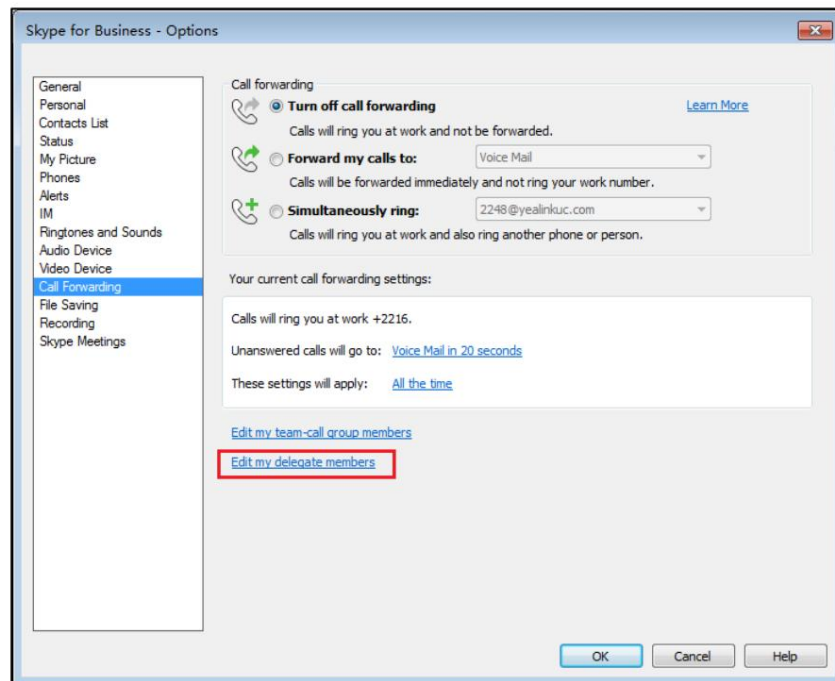 Skype for Business - Options
General
Personal
Contacts List
Status
My Picture
Phones
Alerts
IM
Ringtones and Sounds
Audio Device
Video Device
Call Forwarding
File Saving
Recording
Skype Meetings
Call forwarding
Turn off call forwarding
Learn More
Calls will ring you at work and not be forwarded.
Forward my calls to: Voice Mail
Calls will be forwarded immediately and not ring your work number.
Simultaneously ring: 2248@yealinkuc.com
Calls will ring you at work and also ring another phone or person.
Your current call forwarding settings:
Calls will ring you at work +2216.
Unanswered calls will go to: Voice Mail in 20 seconds
These settings will apply: All the time
Edit my team-call group members
Edit my delegate members
OK Cancel Help